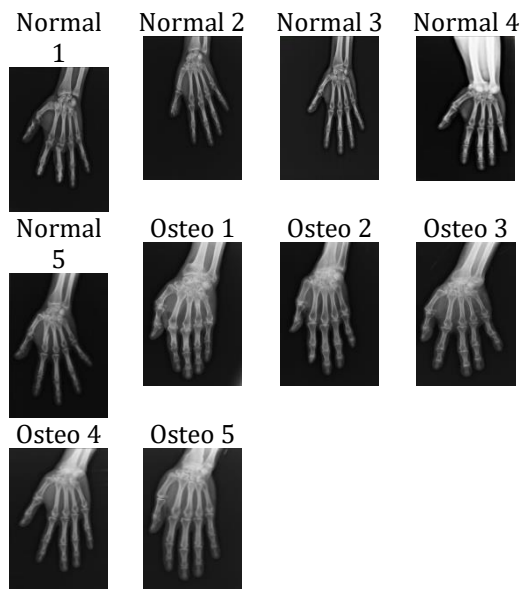 Normal 1
Normal 2
Normal 3
Normal 4
Normal 5
Osteo 1
Osteo 2
Osteo 3
Osteo 4
Osteo 5